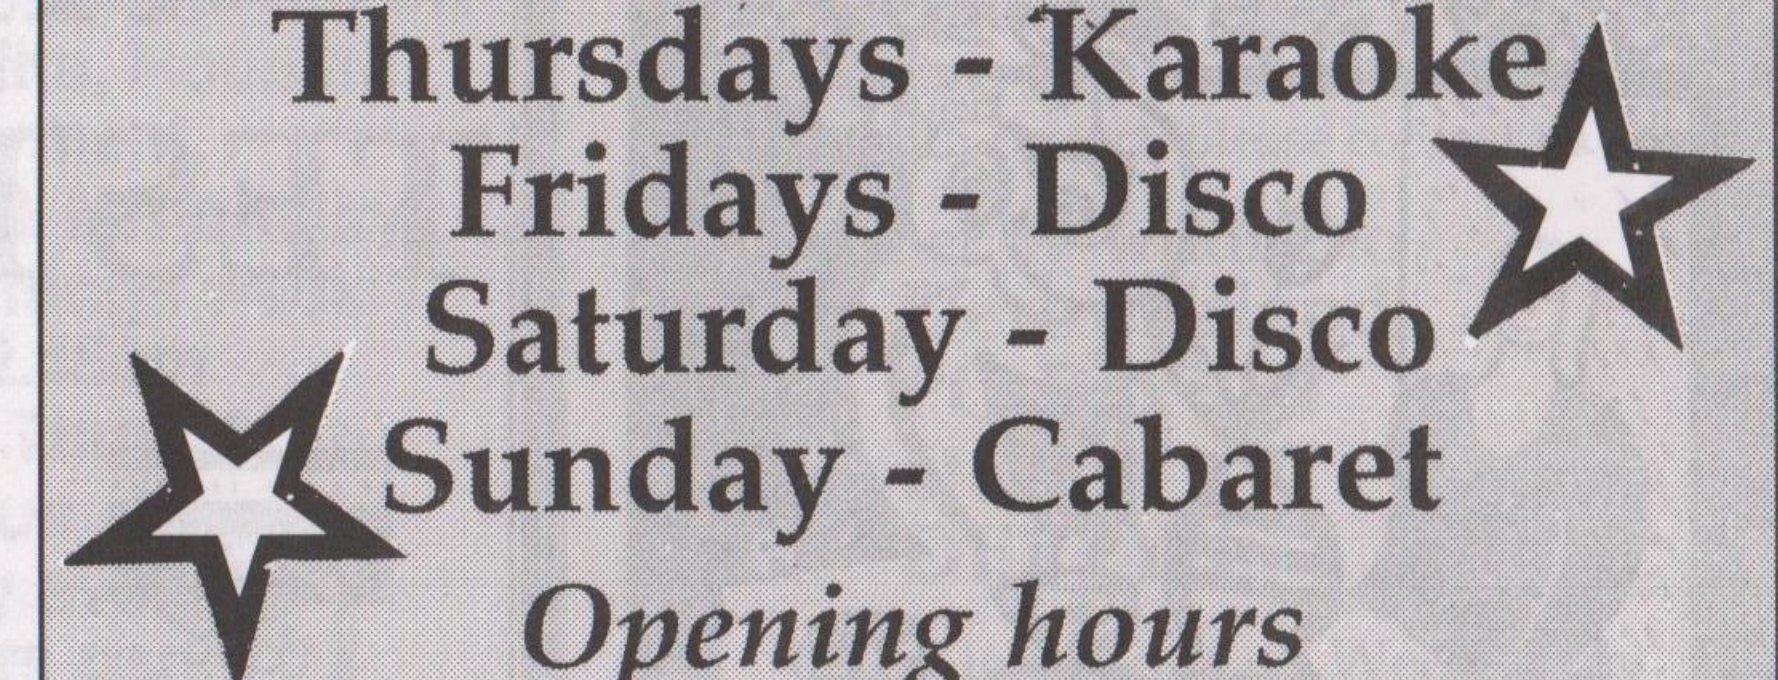 Thursdays - Karaoke
Fridays - Disco
Saturday - Disco
Sunday - Cabaret
Opening hours